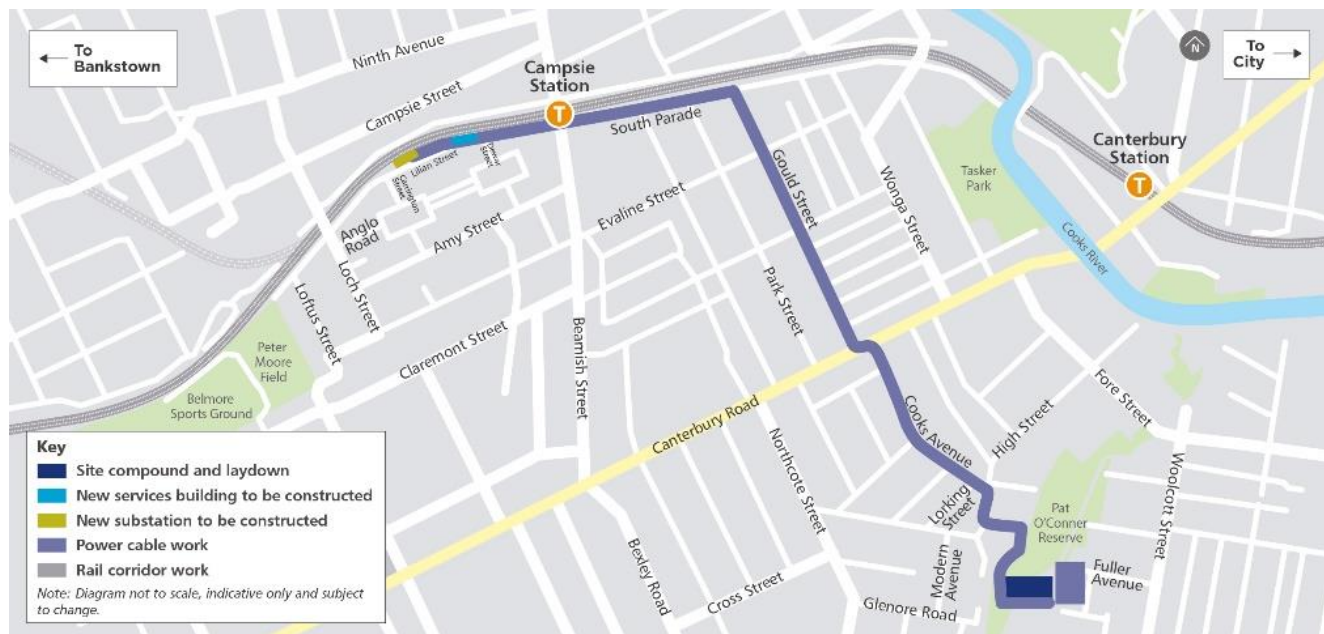 To
Bankstown
N
To
City
Ninth Avenue
Campsie
Station
T
Campsie Street
South Parade
Canterbury
Station
T
Lilian Street
Dewar
Street
Carrington
Street
Tasker
Park
Gould Street
Wonga Street
Evaline Street
Anglo
Road
Amy Street
Cooks River
Loch Street
Loftus Street
Park Street
Beamish Street
Claremont Street
Peter
Moore
Field
Belmore
Sports Ground
Fore Street
Canterbury Road
Cooks Avenue
High Street
Northcote Street
Woolcott Street
Lorking
Street
Pat
O'Conner
Reserve
Bexley Road
Modern
Avenue
Fuller
Avenue
Cross Street
Glenore Road
Key
Site compound and laydown
New services building to be constructed
New substation to be constructed
Power cable work
Rail corridor work
Note: Diagram not to scale, indicative only and subject
to change.